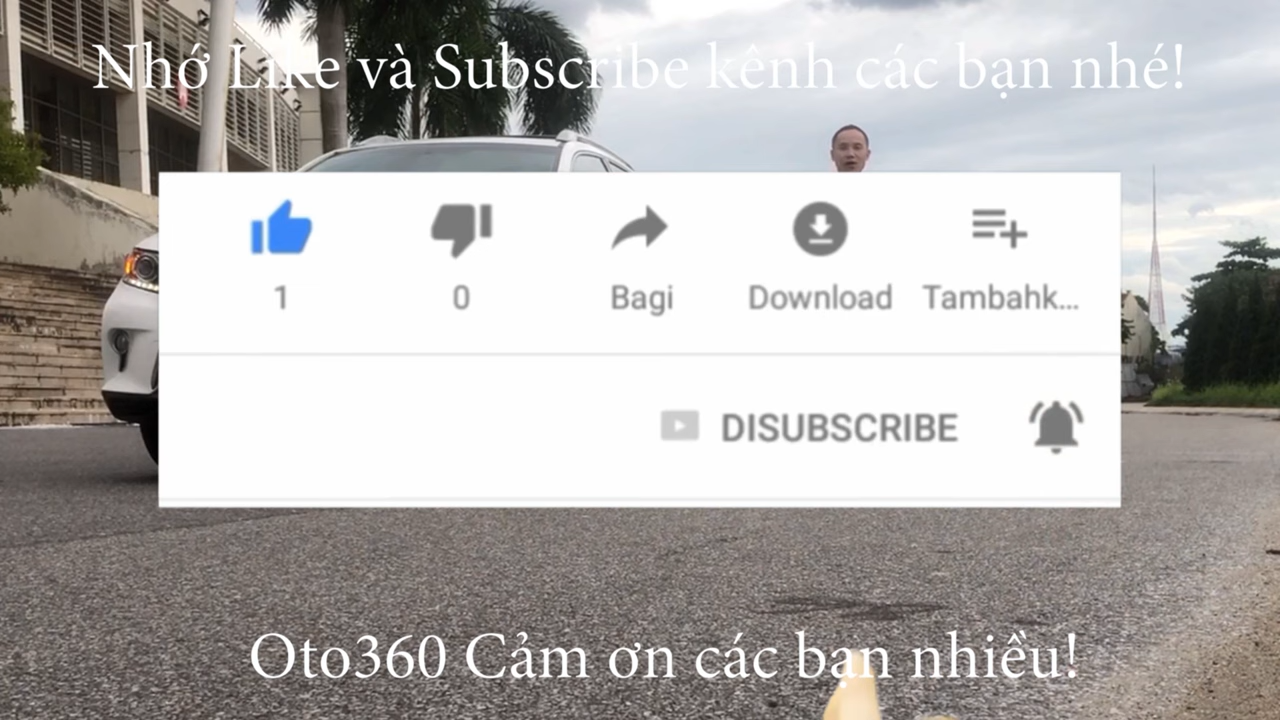 Nhớ Like và Subscribe kênh các bạn nhé!
1 0 Bagi Download Tambahk...
DISUBSCRIBE
Oto360 Cảm ơn các bạn nhiều!